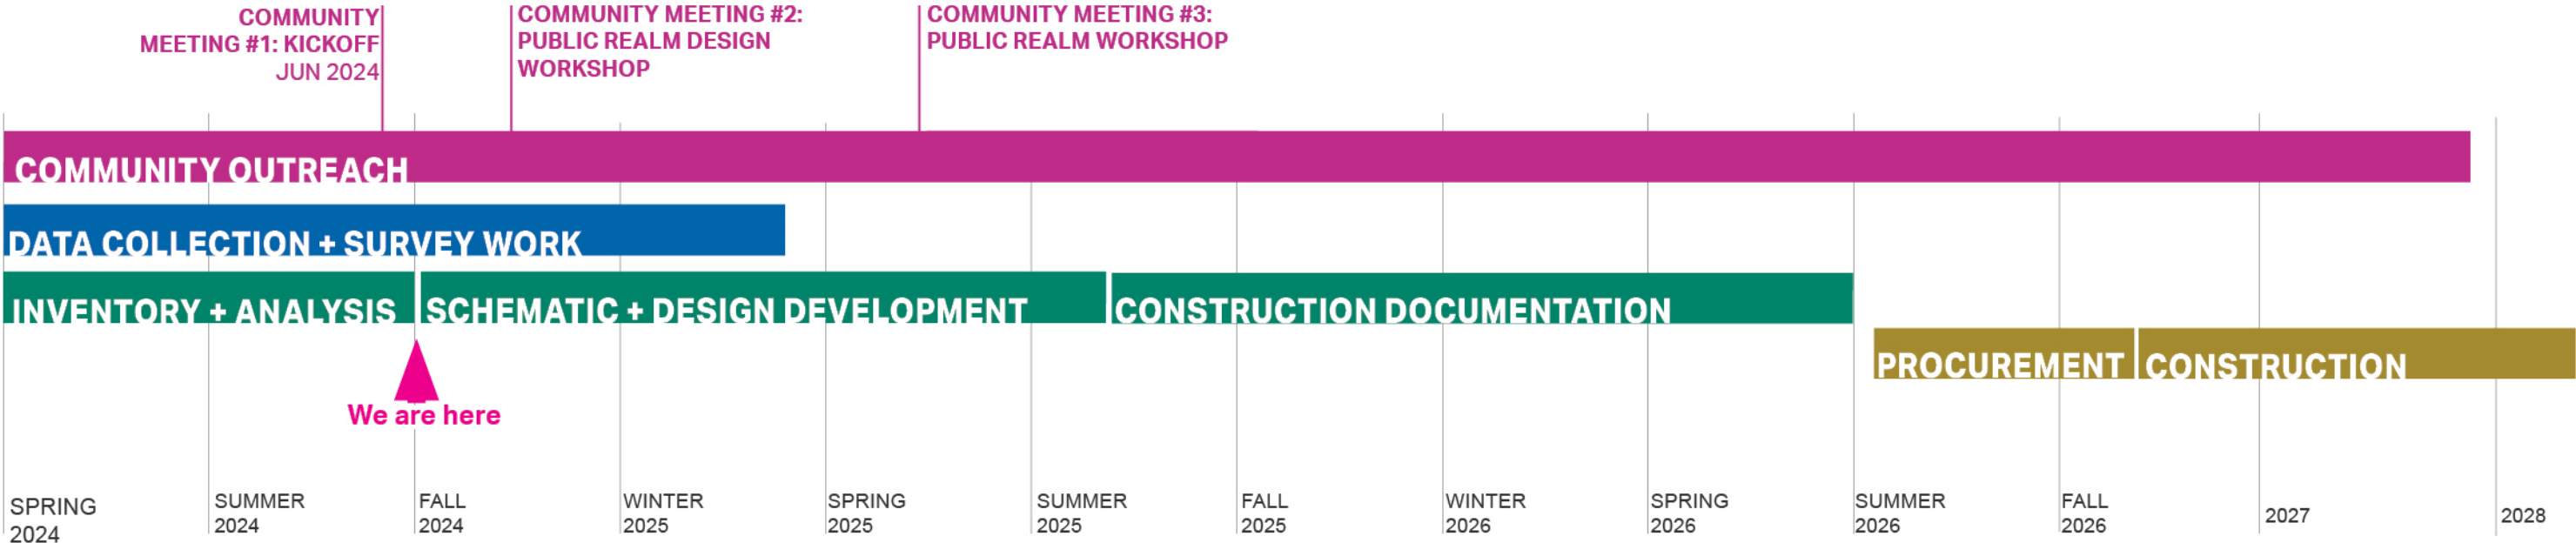 COMMUNITY
MEETING #1: KICKOFF
JUN 2024
COMMUNITY MEETING #2:
PUBLIC REALM DESIGN
WORKSHOP
COMMUNITY MEETING #3:
PUBLIC REALM WORKSHOP
COMMUNITY OUTREACH
DATA COLLECTION + SURVEY WORK
INVENTORY + ANALYSIS
SCHEMATIC + DESIGN DEVELOPMENT
CONSTRUCTION DOCUMENTATION
PROCUREMENT
CONSTRUCTION
We are here
SPRING
2024
SUMMER
2024
FALL
2024
WINTER
2025
SPRING
2025
SUMMER
2025
FALL
2025
WINTER
2026
SPRING
2026
SUMMER
2026
FALL
2026
2027
2028